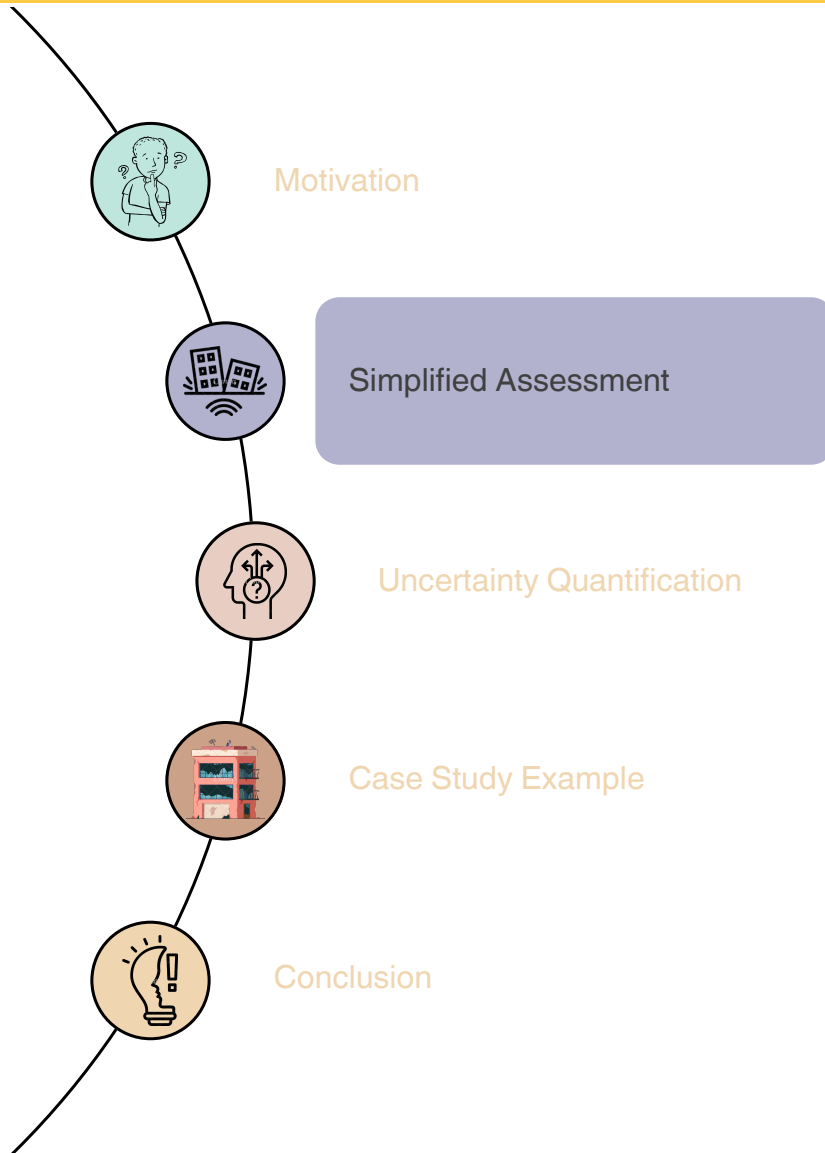 Motivation
Simplified Assessment
Uncertainty Quantification
Case Study Example
Conclusion